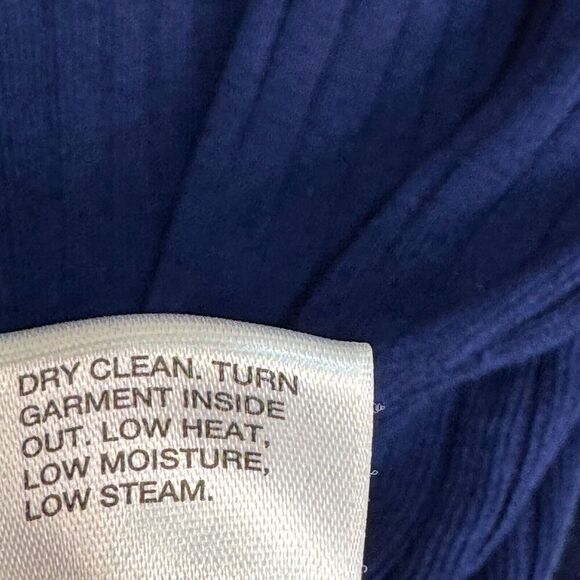 DRY CLEAN. TURN
GARMENT INSIDE
OUT. LOW HEAT,
LOW MOISTURE,
LOW STEAM.